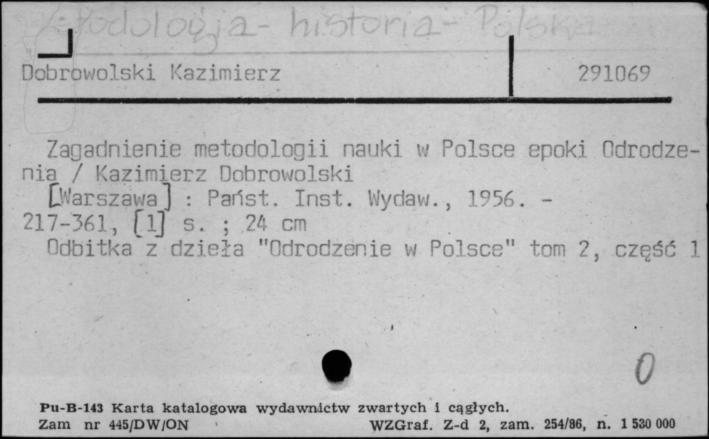 Metodologja - historia - Polska
Dobrowolski Kazimierz 291069
Zagadnienie metodologii nauki w Polsce epoki Odrodze-
nia / Kazimierz Dobrowolski
[Warszawa] : Państ. Inst. Wydaw., 1956. -
217-361, [1] s. ; 24 cm
Odbitka z dzieła "Odrodzenie w Polsce" tom 2, część 1
0
Pu-B-143 Karta katalogowa wydawnictw zwartych i cągłych.
Zam nr 445/DW/ON WZGraf. Z-d 2, zam. 254/86, n. 1 530 000